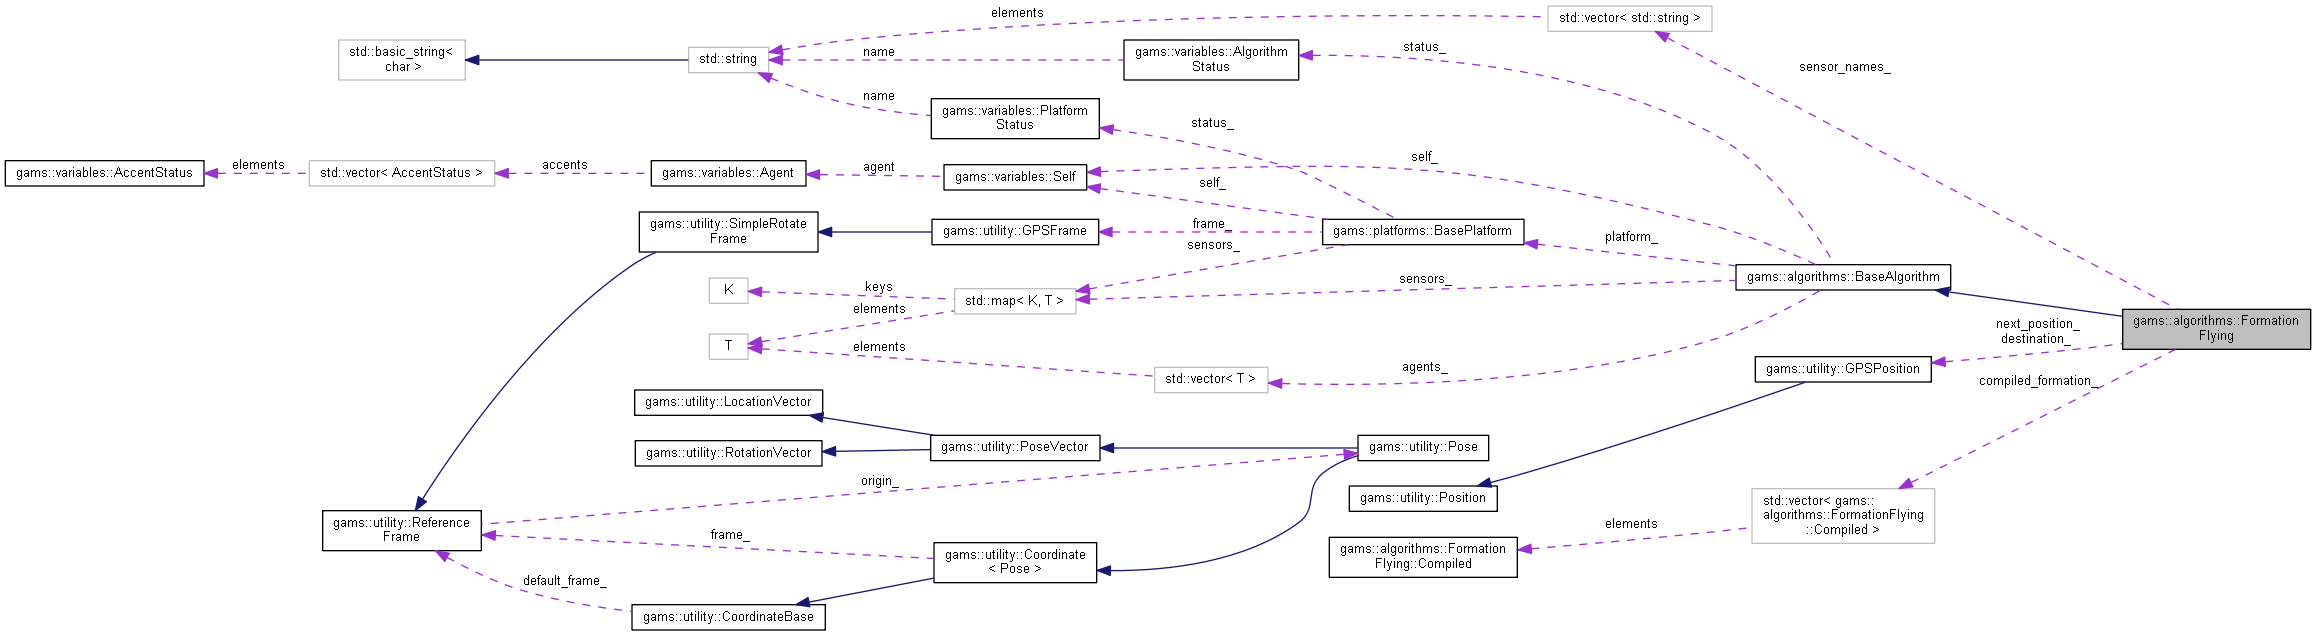 elements
std::vector< std::string >
std::basic_string<
char >
std::string
name
gams::variables::Algorithm
Status
status_
sensor_names_
name
gams::variables::Platform
Status
status_
gams::variables::AccentStatus
elements
std::vector< AccentStatus >
accents
gams::variables::Agent
agent
gams::variables::Self
self_
self_
gams::utility::SimpleRotate
Frame
gams::utility::GPSFrame
frame_
sensors_
gams::platforms::BasePlatform
platform_
gams::algorithms::BaseAlgorithm
K
keys
elements
std::map< K, T >
sensors_
T
elements
std::vector< T >
agents_
next_position_
destination_
gams::algorithms::Formation
Flying
gams::utility::GPSPosition
compiled_formation_
gams::utility::LocationVector
gams::utility::RotationVector
gams::utility::PoseVector
gams::utility::Pose
origin_
gams::utility::Position
std::vector< gams::
algorithms::FormationFlying
::Compiled >
gams::utility::Reference
Frame
frame_
gams::utility::Coordinate
< Pose >
elements
gams::algorithms::Formation
Flying::Compiled
default_frame_
gams::utility::CoordinateBase